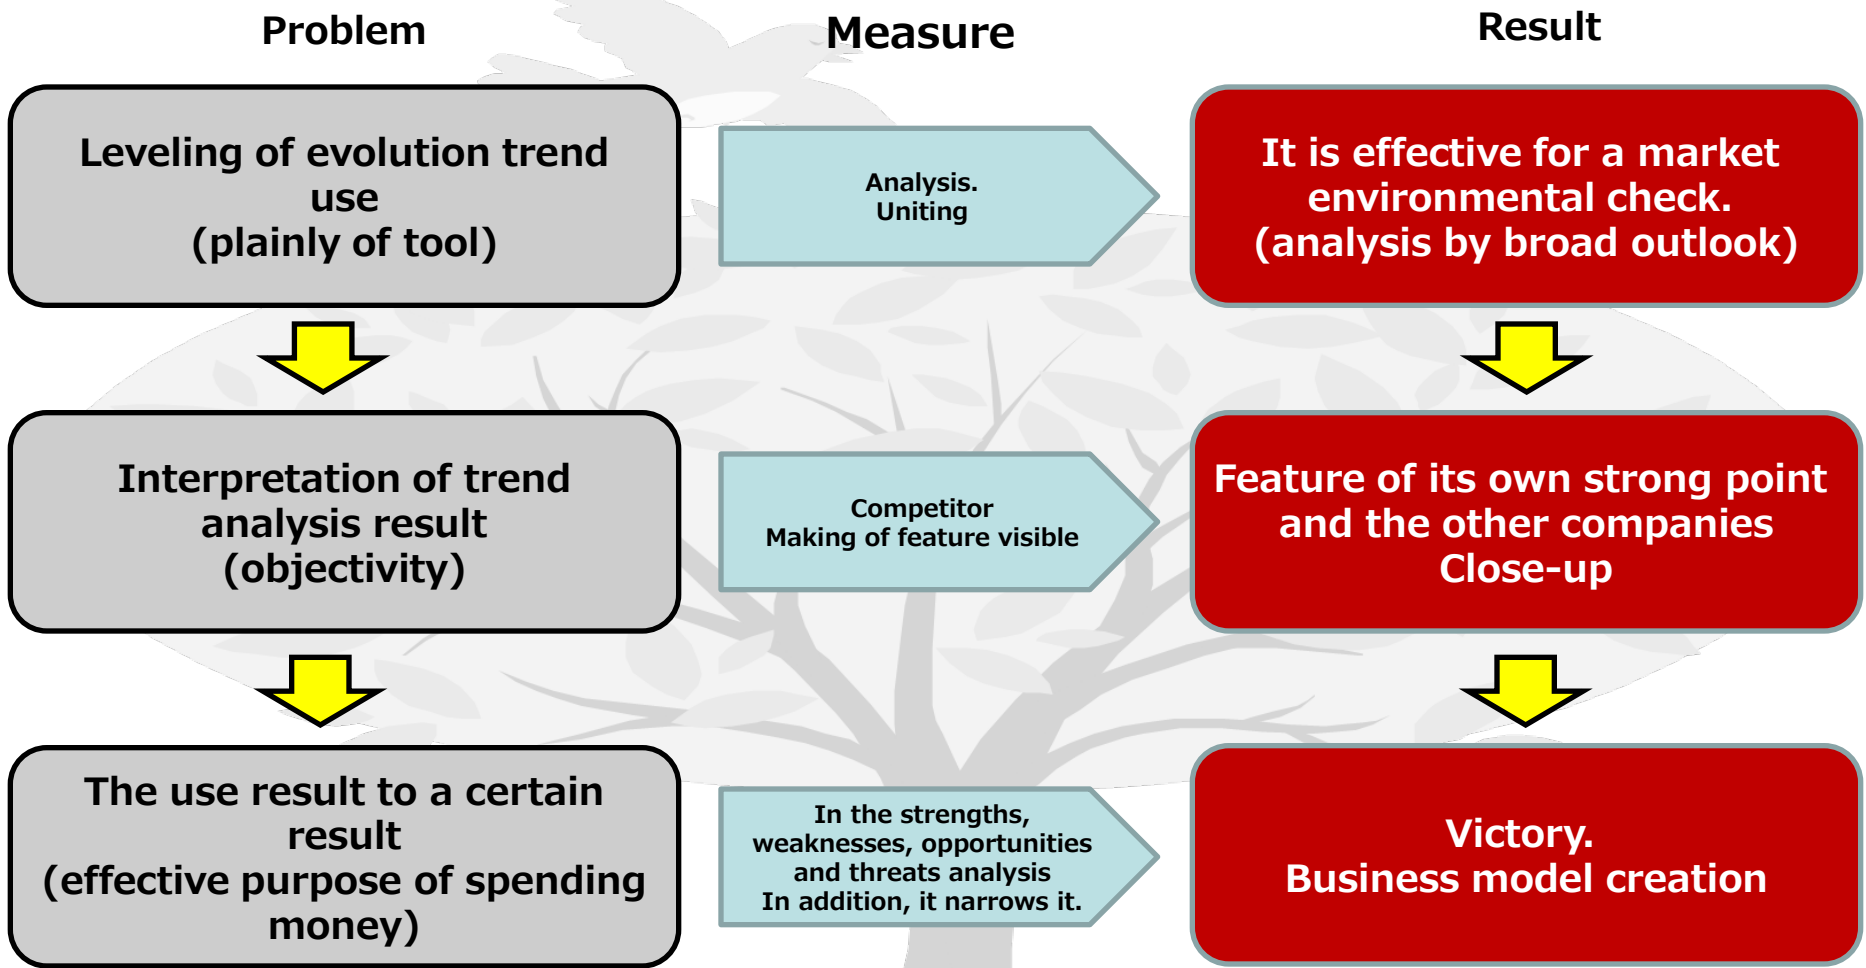 Problem
Measure
Result
Leveling of evolution trend
use
(plainly of tool)
Analysis.
Uniting
It is effective for a market
environmental check.
(analysis by broad outlook)
Interpretation of trend
analysis result
(objectivity)
Competitor
Making of feature visible
Feature of its own strong point
and the other companies
Close-up
The use result to a certain
result
(effective purpose of spending
money)
In the strengths,
weaknesses, opportunities
and threats analysis
In addition, it narrows it.
Victory.
Business model creation